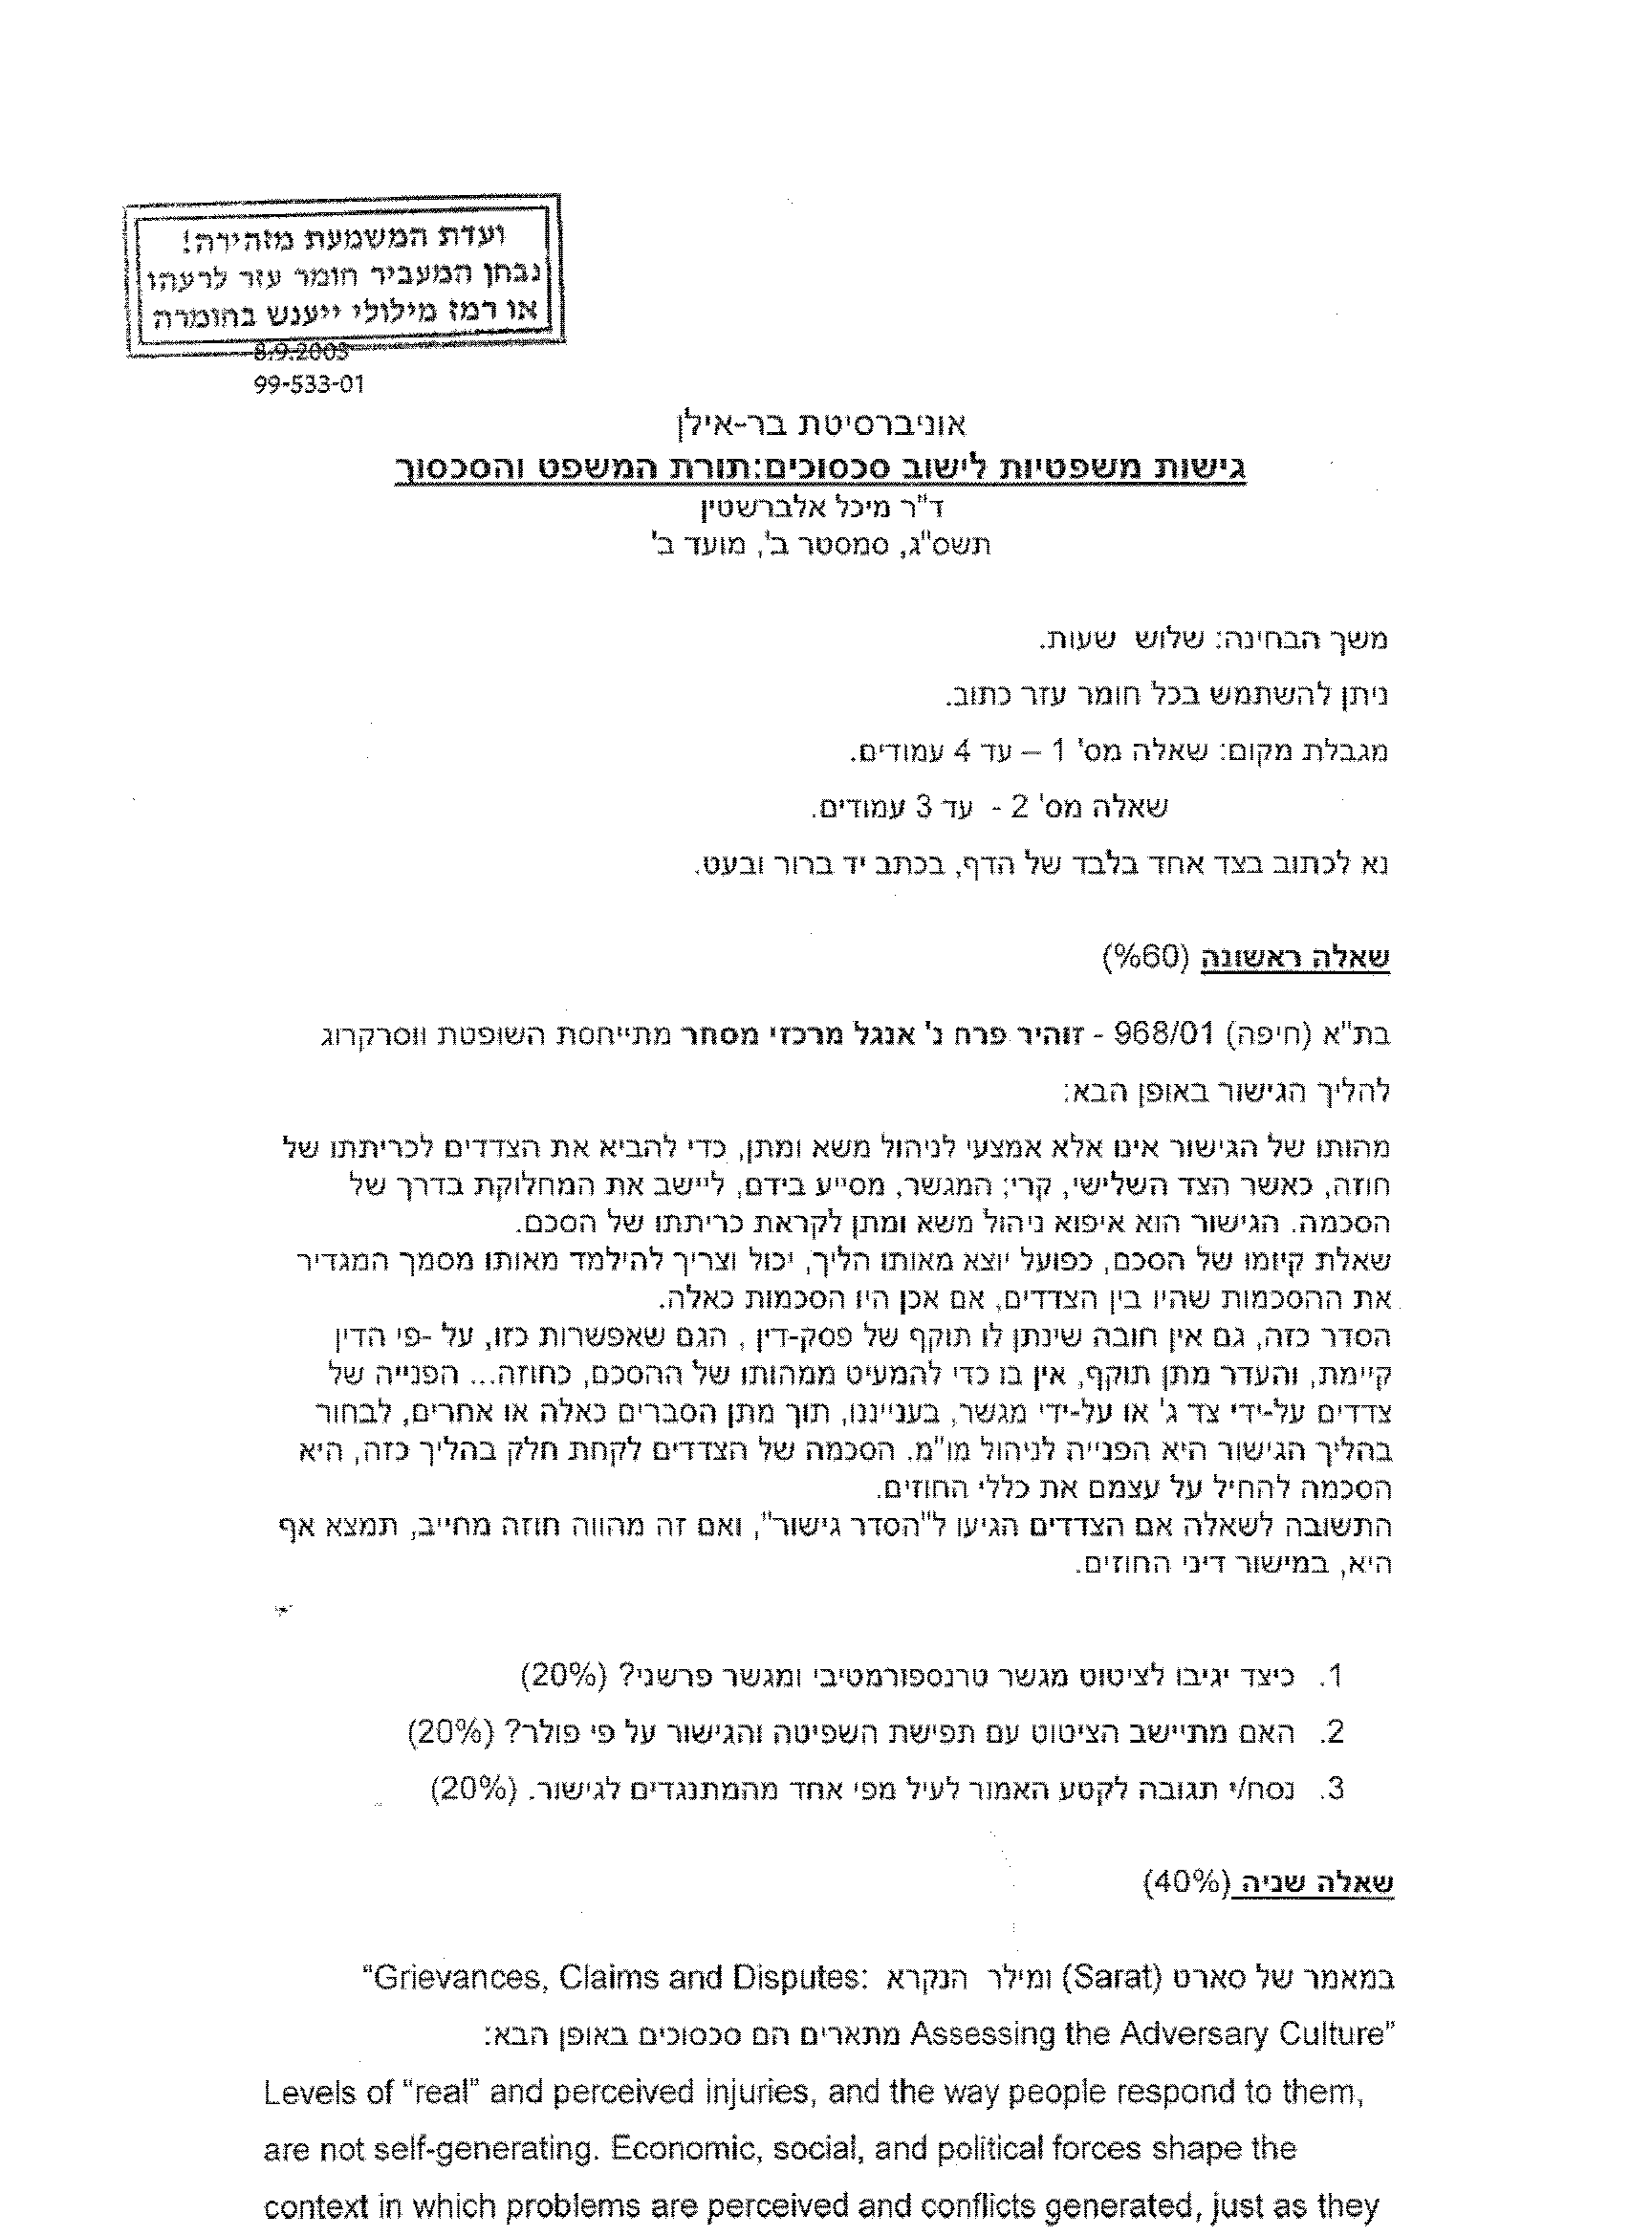 ועדת המשמעת מזהירה!
נבחן המעביר חומר עזר לרעהו
או רמז מילולי ייענש בחומרה
8.9.2003
99-533-01
אוניברסיטת בר-אילן
גישות משפטיות לישוב סכסוכים:תורת המשפט והסכסוך
ד"ר מיכל אלברשטין
תשס"ג, סמסטר ב', מועד ב'
משך הבחינה: שלוש שעות.
ניתן להשתמש בכל חומר עזר כתוב.
מגבלת מקום: שאלה מס' 1 – עד 4 עמודים.
שאלה מס' 2 - עד 3 עמודים.
נא לכתוב בצד אחד בלבד של הדף, בכתב יד ברור ובעט.
שאלה ראשונה (60%)
בת"א (חיפה) 968/01 - זוהיר פרח נ' אנגל מרכזי מסחר מתייחסת השופטת ווסרקרוג
להליך הגישור באופן הבא:
מהותו של הגישור אינו אלא אמצעי לניהול משא ומתן, כדי להביא את הצדדים לכריתתו של
חוזה, כאשר הצד השלישי, קרי; המגשר, מסייע בידם, ליישב את המחלוקת בדרך של
הסכמה. הגישור הוא איפוא ניהול משא ומתן לקראת כריתתו של הסכם.
שאלת קיומו של הסכם, כפועל יוצא מאותו הליך, יכול וצריך להילמד מאותו מסמך המגדיר
את ההסכמות שהיו בין הצדדים, אם אכן היו הסכמות כאלה.
הסדר כזה, גם אין חובה שינתן לו תוקף של פסק-דין , הגם שאפשרות כזו, על -פי הדין
קיימת, והעדר מתן תוקף, אין בו כדי להמעיט ממהותו של ההסכם, כחוזה... הפנייה של
צדדים על-ידי צד ג' או על-ידי מגשר, בענייננו, תוך מתן הסברים כאלה או אחרים, לבחור
בהליך הגישור היא הפנייה לניהול מו"מ. הסכמה של הצדדים לקחת חלק בהליך כזה, היא
הסכמה להחיל על עצמם את כללי החוזים.
התשובה לשאלה אם הצדדים הגיעו ל"הסדר גישור", ואם זה מהווה חוזה מחייב, תמצא אף
היא, במישור דיני החוזים.
1. כיצד יגיבו לציטוט מגשר טרנספורמטיבי ומגשר פרשני? (20%)
2. האם מתיישב הציטוט עם תפישת השפיטה והגישור על פי פולר? (20%)
3. נסח/י תגובה לקטע האמור לעיל מפי אחד מהמתנגדים לגישור. (20%)
שאלה שניה (40%)
במאמר של סארט (Sarat) ומילר הנקרא "Grievances, Claims and Disputes:
Assessing the Adversary Culture" מתארים הם סכסוכים באופן הבא:
Levels of "real" and perceived injuries, and the way people respond to them,
are not self-generating. Economic, social, and political forces shape the
context in which problems are perceived and conflicts generated, just as they